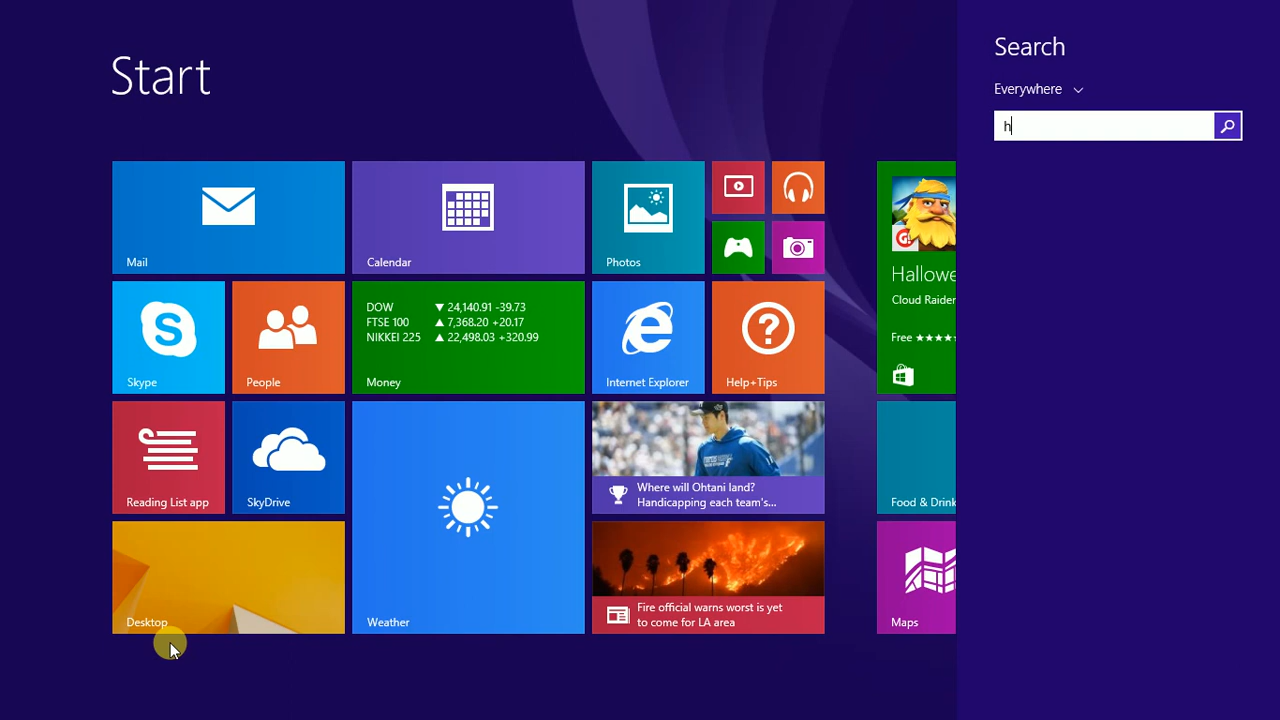 Start
Search
Everywhere
h
Mail
Calendar
Photos
Hallowe
Cloud Raider
Free
DOW ▼ 24,140.91 -39.73
FTSE 100 ▲ 7,368.20 +20.17
NIKKEI 225 ▲ 22,498.03 +320.99
Skype
People
Money
Internet Explorer
Help+Tips
Where will Ohtani land?
Handicapping each team's...
Reading List app
SkyDrive
Food & Drink
Fire official warns worst is yet
to come for LA area
Desktop
Weather
Maps